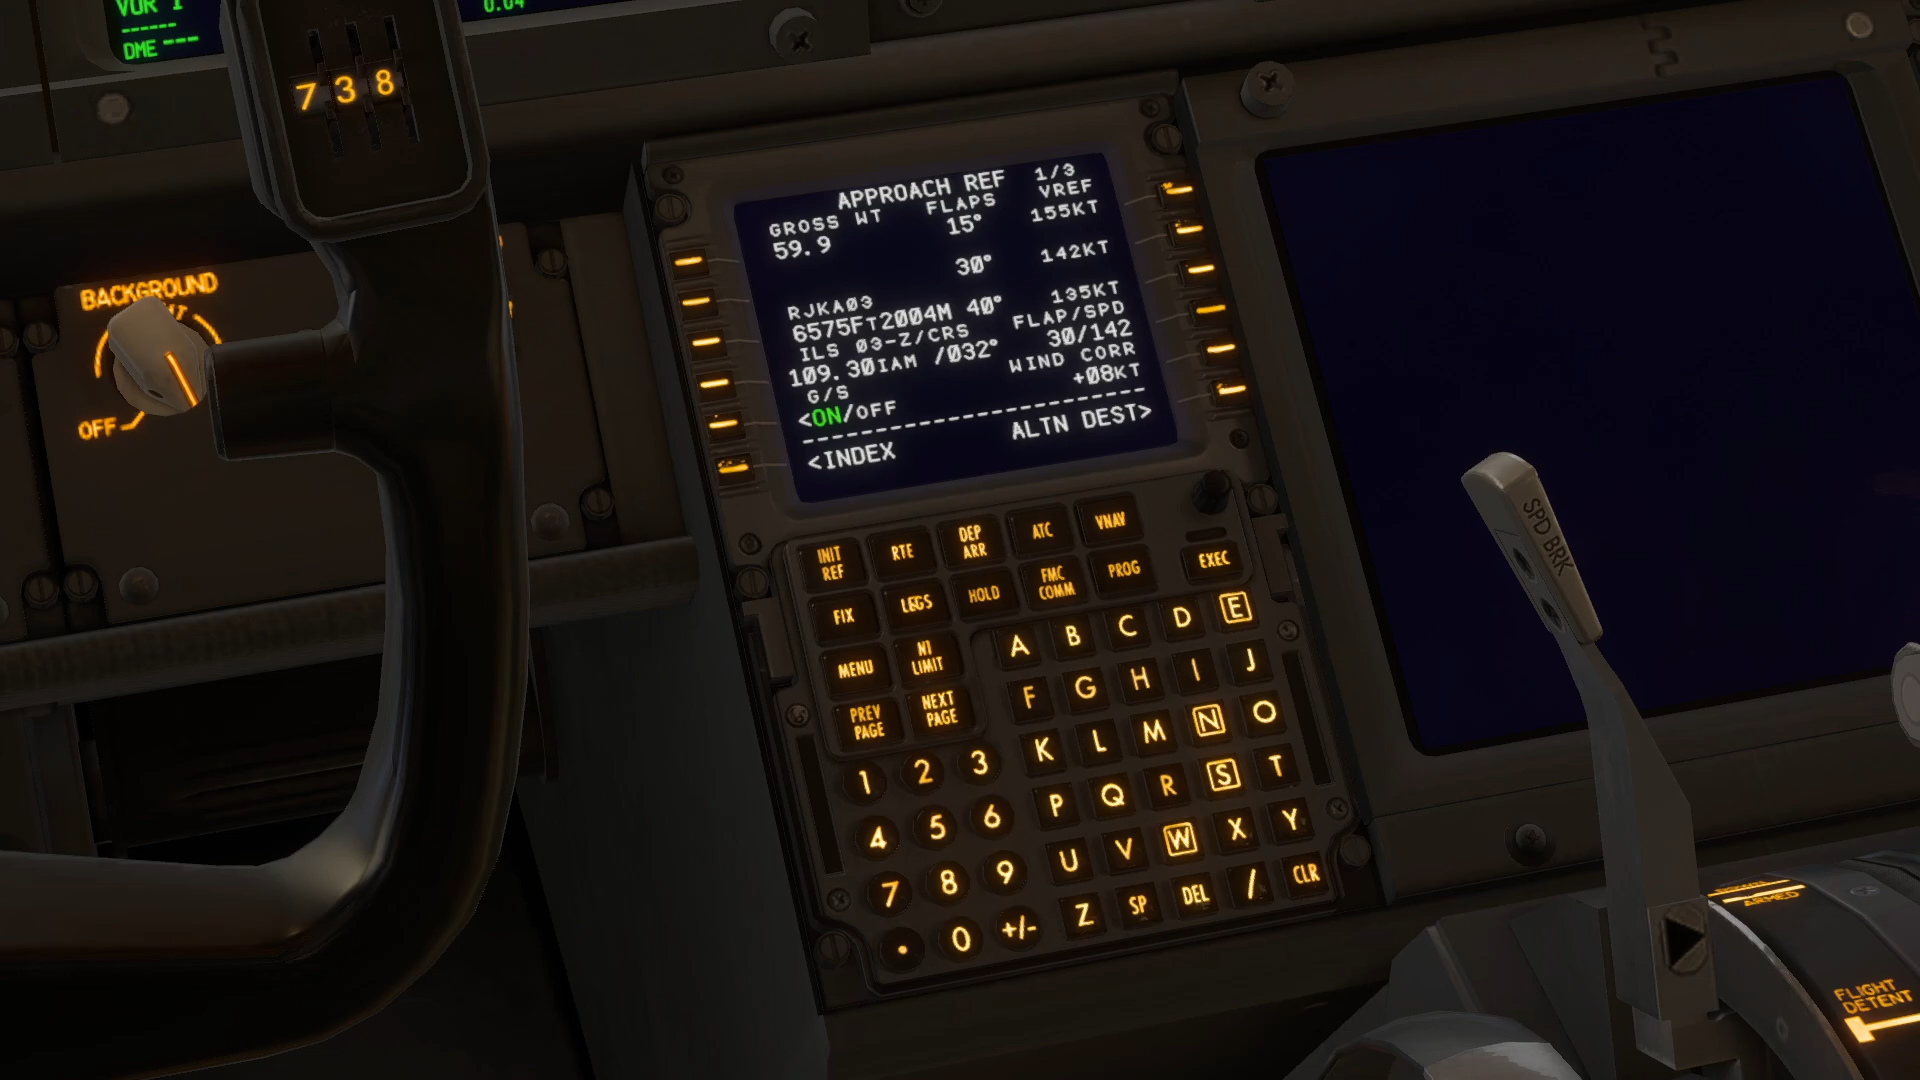 VOR 1
------
DME ---
0.04
7 3 8
BACKGROUND
OFF
APPROACH REF 1/3
GROSS WT FLAPS VREF
59.9 15° 155KT
30° 142KT
RJKA03 135KT
6575FT2004M 40° FLAP/SPD
ILS 03-Z/CRS 30/142
109.30IAM /032° WIND CORR
G/S +08KT
<ON/OFF
--------------------------------
<INDEX ALTN DEST>
INIT REF
RTE
DEP ARR
ATC
VNAV
FIX
LEGS
HOLD
FMC COMM
PROG
EXEC
MENU
N1 LIMIT
PREV PAGE
NEXT PAGE
A B C D E
F G H I J
K L M N O
P Q R S T
U V W X Y
Z SP DEL / CLR
1 2 3
4 5 6
7 8 9
. 0 +/-
SPD BRK
ARMED
FLIGHT
DETENT